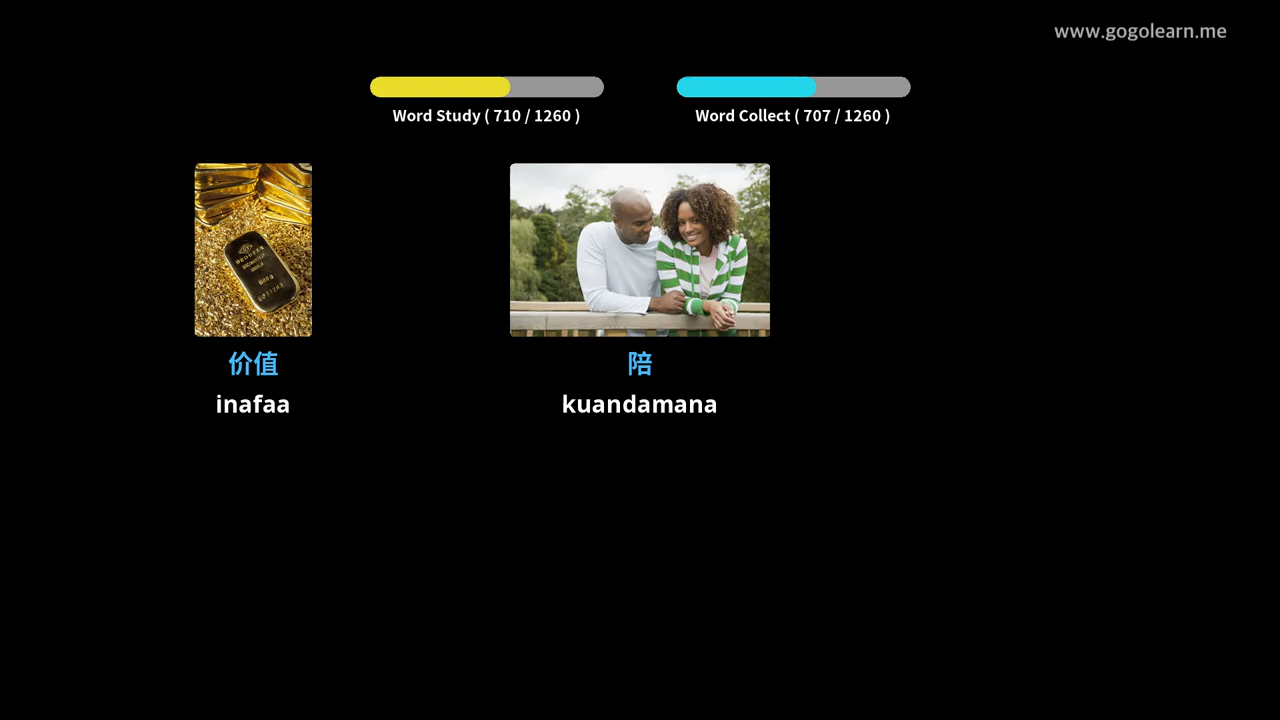 www.gogolearn.me
Word Study ( 710 / 1260 )
Word Collect ( 707 / 1260 )
价值
陪
inafaa
kuandamana